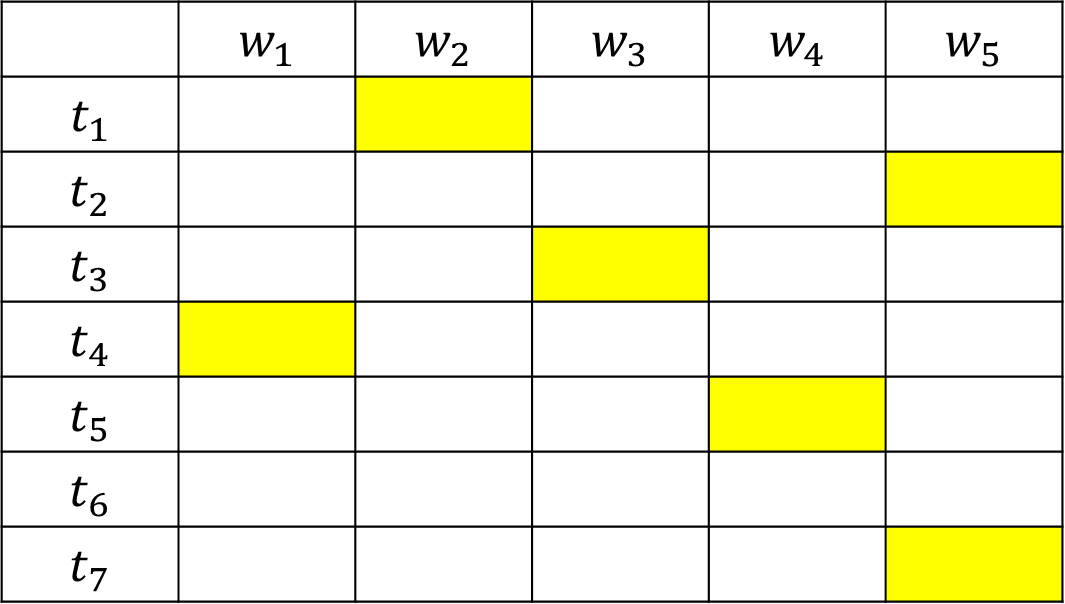 w₁ w₂ w₃ w₄ w₅
t₁
t₂
t₃
t₄
t₅
t₆
t₇